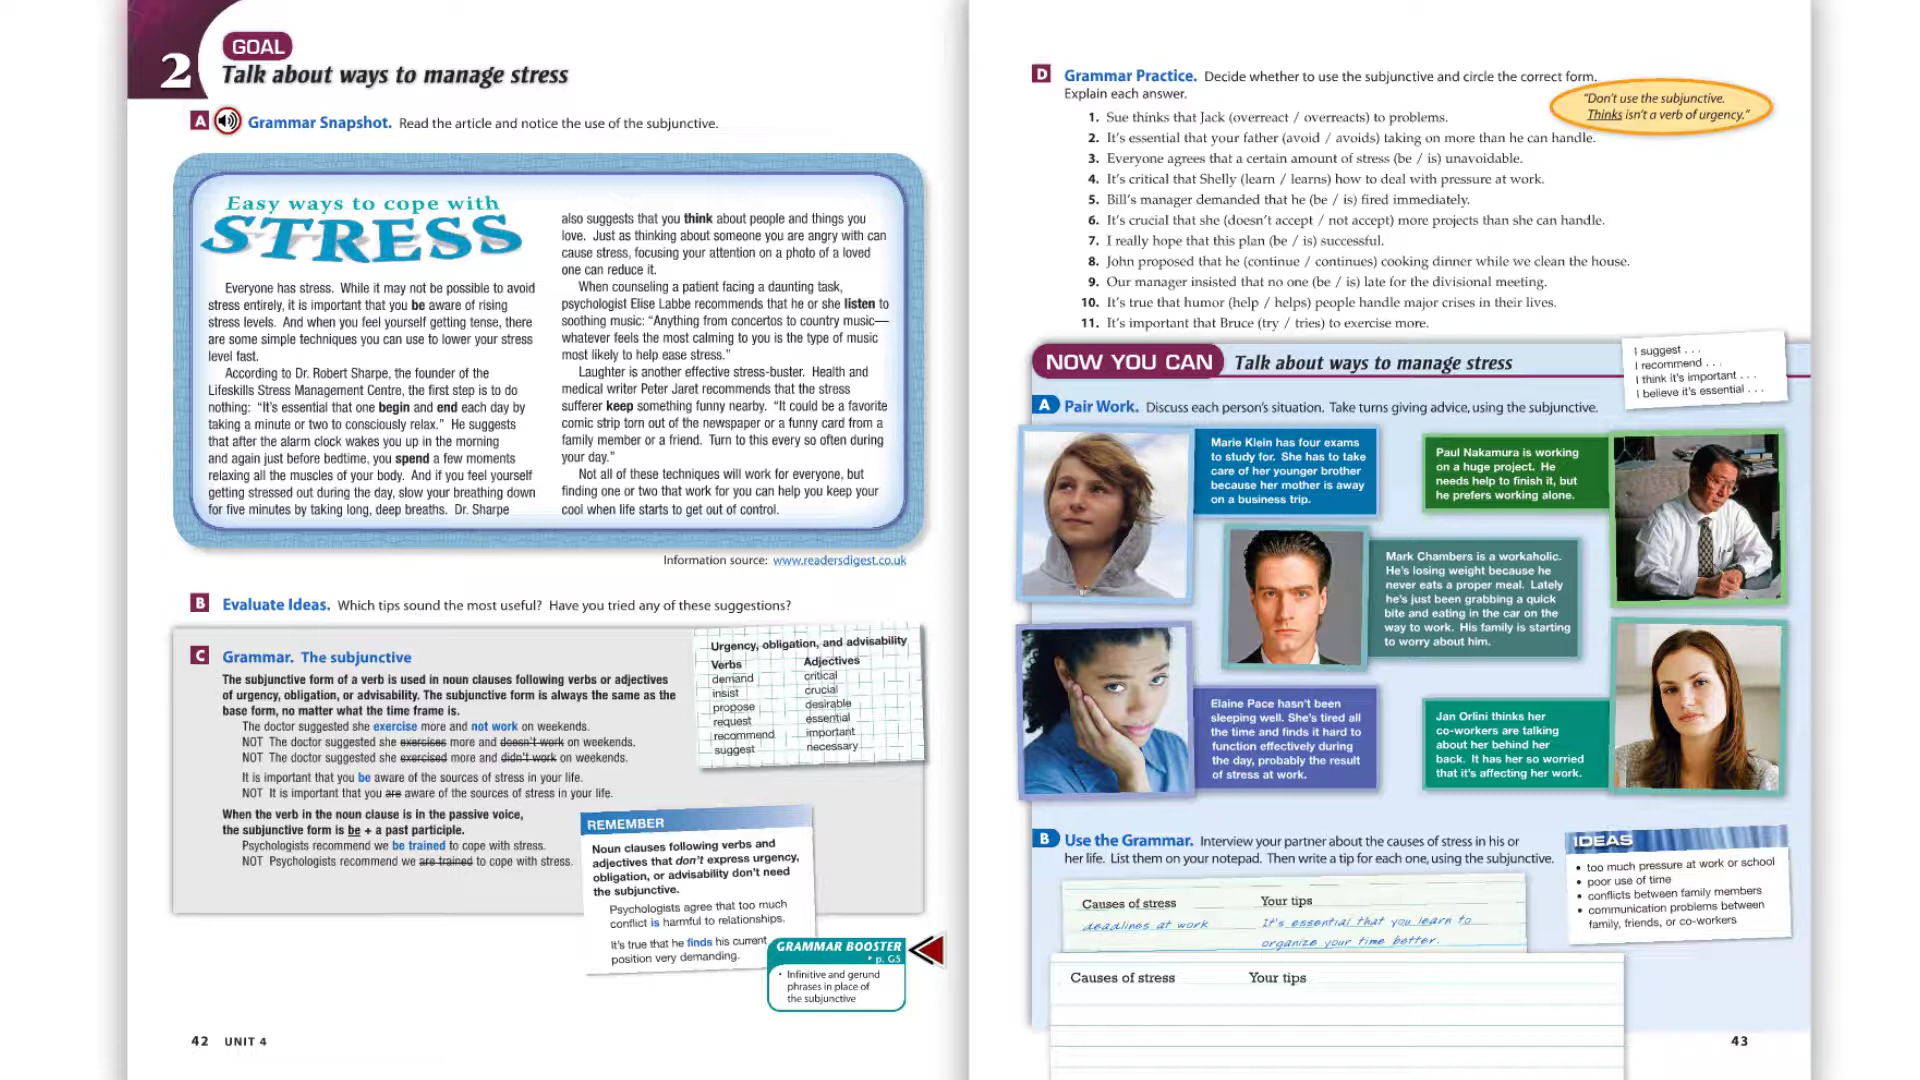 2
GOAL
Talk about ways to manage stress
A Grammar Snapshot. Read the article and notice the use of the subjunctive.
Easy ways to cope with
STRESS
Everyone has stress. While it may not be possible to avoid
stress entirely, it is important that you be aware of rising
stress levels. And when you feel yourself getting tense, there
are some simple techniques you can use to lower your stress
level fast.
According to Dr. Robert Sharpe, the founder of the
Lifeskills Stress Management Centre, the first step is to do
nothing: “It’s essential that one begin and end each day by
taking a minute or two to consciously relax.” He suggests
that after the alarm clock wakes you up in the morning
and again just before bedtime, you spend a few moments
relaxing all the muscles of your body. And if you feel yourself
getting stressed out during the day, slow your breathing down
for five minutes by taking long, deep breaths. Dr. Sharpe
also suggests that you think about people and things you
love. Just as thinking about someone you are angry with can
cause stress, focusing your attention on a photo of a loved
one can reduce it.
When counseling a patient facing a daunting task,
psychologist Elise Labbe recommends that he or she listen to
soothing music: “Anything from concertos to country music—
whatever feels the most calming to you is the type of music
most likely to help ease stress.”
Laughter is another effective stress-buster. Health and
medical writer Peter Jaret recommends that the stress
sufferer keep something funny nearby. “It could be a favorite
comic strip torn out of the newspaper or a funny card from a
family member or a friend. Turn to this every so often during
your day.”
Not all of these techniques will work for everyone, but
finding one or two that work for you can help you keep your
cool when life starts to get out of control.
Information source: www.readersdigest.co.uk
B Evaluate Ideas. Which tips sound the most useful? Have you tried any of these suggestions?
C Grammar. The subjunctive
The subjunctive form of a verb is used in noun clauses following verbs or adjectives
of urgency, obligation, or advisability. The subjunctive form is always the same as the
base form, no matter what the time frame is.
The doctor suggested she exercise more and not work on weekends.
NOT The doctor suggested she exercises more and doesn’t work on weekends.
NOT The doctor suggested she exercised more and didn’t work on weekends.
It is important that you be aware of the sources of stress in your life.
NOT It is important that you are aware of the sources of stress in your life.
When the verb in the noun clause is in the passive voice,
the subjunctive form is be + a past participle.
Psychologists recommend we be trained to cope with stress.
NOT Psychologists recommend we are trained to cope with stress.
Urgency, obligation, and advisability
Verbs Adjectives
demand critical
insist crucial
propose desirable
request essential
recommend important
suggest necessary
REMEMBER
Noun clauses following verbs and
adjectives that don’t express urgency,
obligation, or advisability don’t need
the subjunctive.
Psychologists agree that too much
conflict is harmful to relationships.
It’s true that he finds his current
position very demanding.
GRAMMAR BOOSTER
• p. G5
• Infinitive and gerund
phrases in place of
the subjunctive
42 UNIT 4
D Grammar Practice. Decide whether to use the subjunctive and circle the correct form.
Explain each answer.
“Don’t use the subjunctive.
Thinks isn’t a verb of urgency.”
1. Sue thinks that Jack (overreact / overreacts) to problems.
2. It’s essential that your father (avoid / avoids) taking on more than he can handle.
3. Everyone agrees that a certain amount of stress (be / is) unavoidable.
4. It’s critical that Shelly (learn / learns) how to deal with pressure at work.
5. Bill’s manager demanded that he (be / is) fired immediately.
6. It’s crucial that she (doesn’t accept / not accept) more projects than she can handle.
7. I really hope that this plan (be / is) successful.
8. John proposed that he (continue / continues) cooking dinner while we clean the house.
9. Our manager insisted that no one (be / is) late for the divisional meeting.
10. It’s true that humor (help / helps) people handle major crises in their lives.
11. It’s important that Bruce (try / tries) to exercise more.
NOW YOU CAN Talk about ways to manage stress
I suggest . . .
I recommend . . .
I think it’s important . . .
I believe it’s essential . . .
A Pair Work. Discuss each person’s situation. Take turns giving advice, using the subjunctive.
Marie Klein has four exams
to study for. She has to take
care of her younger brother
because her mother is away
on a business trip.
Paul Nakamura is working
on a huge project. He
needs help to finish it, but
he prefers working alone.
Mark Chambers is a workaholic.
He’s losing weight because he
never eats a proper meal. Lately
he’s just been grabbing a quick
bite and eating in the car on the
way to work. His family is starting
to worry about him.
Elaine Pace hasn’t been
sleeping well. She’s tired all
the time and finds it hard to
function effectively during
the day, probably the result
of stress at work.
Jan Orlini thinks her
co-workers are talking
about her behind her
back. It has her so worried
that it’s affecting her work.
B Use the Grammar. Interview your partner about the causes of stress in his or
her life. List them on your notepad. Then write a tip for each one, using the subjunctive.
IDEAS
• too much pressure at work or school
• poor use of time
• conflicts between family members
• communication problems between
family, friends, or co-workers
Causes of stress Your tips
deadlines at work It’s essential that you learn to
organize your time better.
Causes of stress Your tips
43